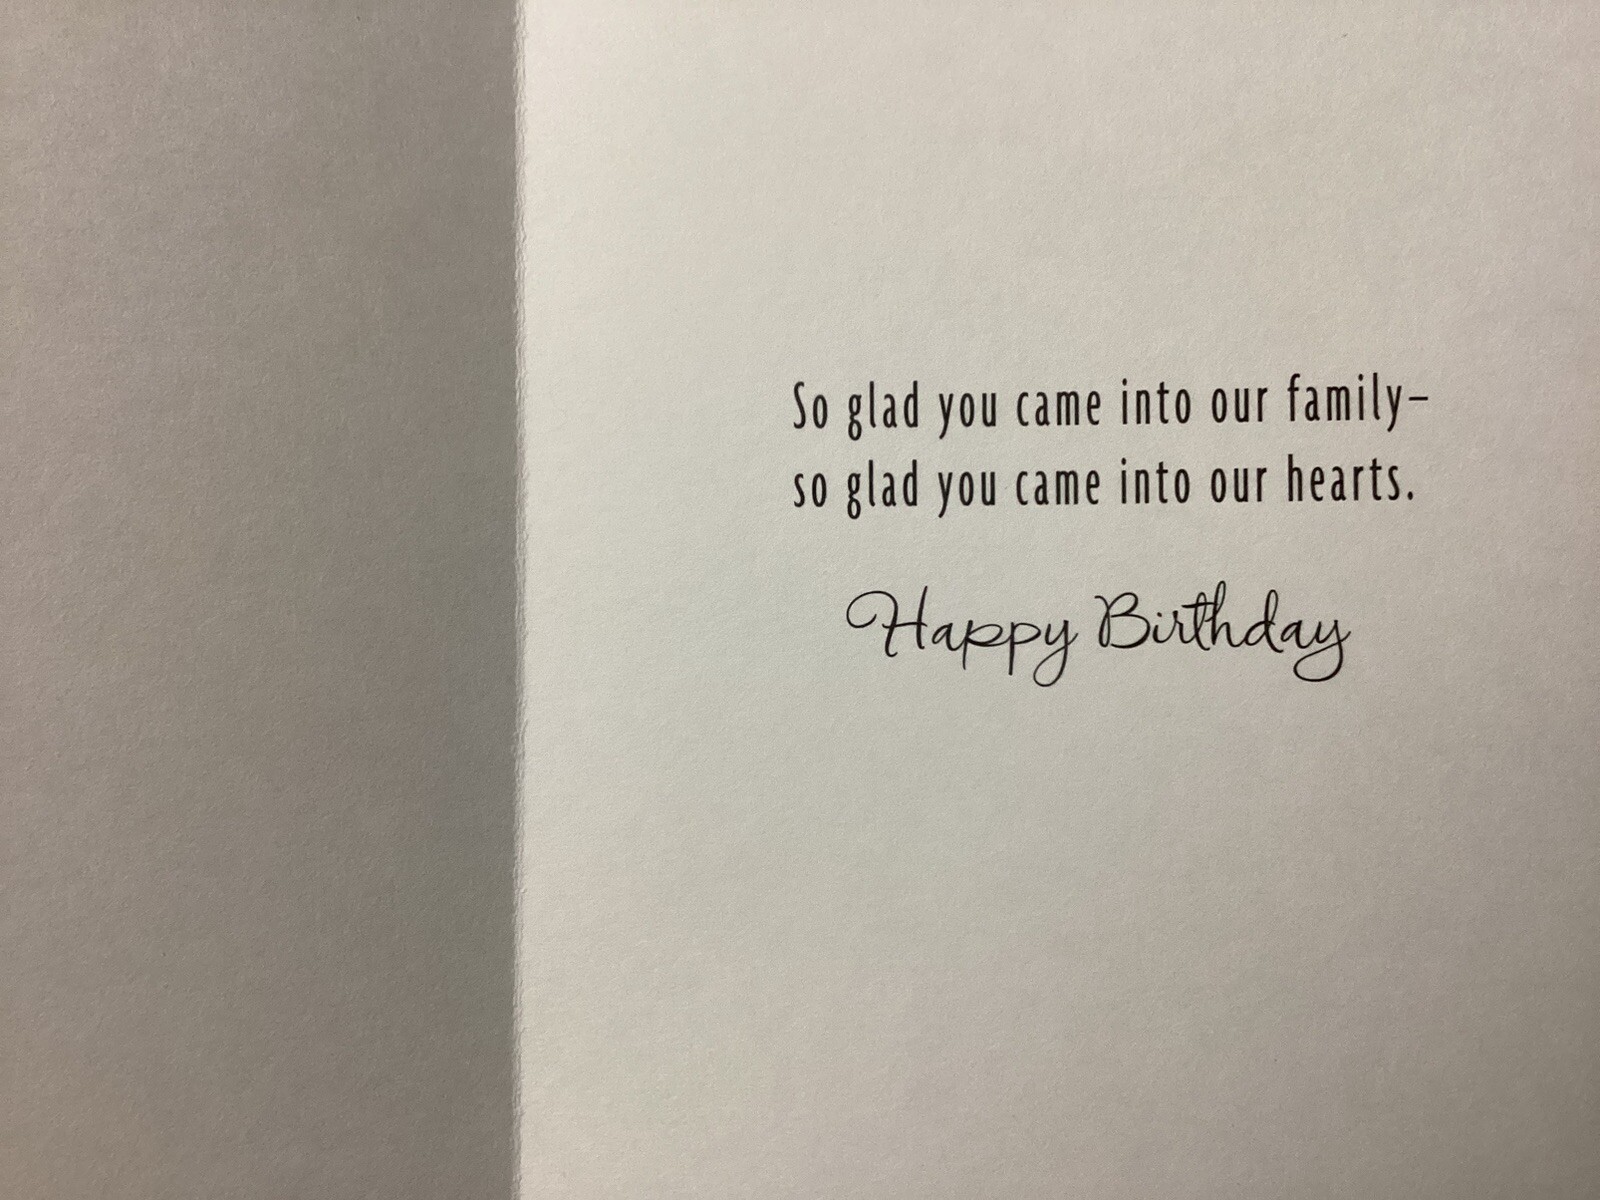 So glad you came into our family–
so glad you came into our hearts.
Happy Birthday